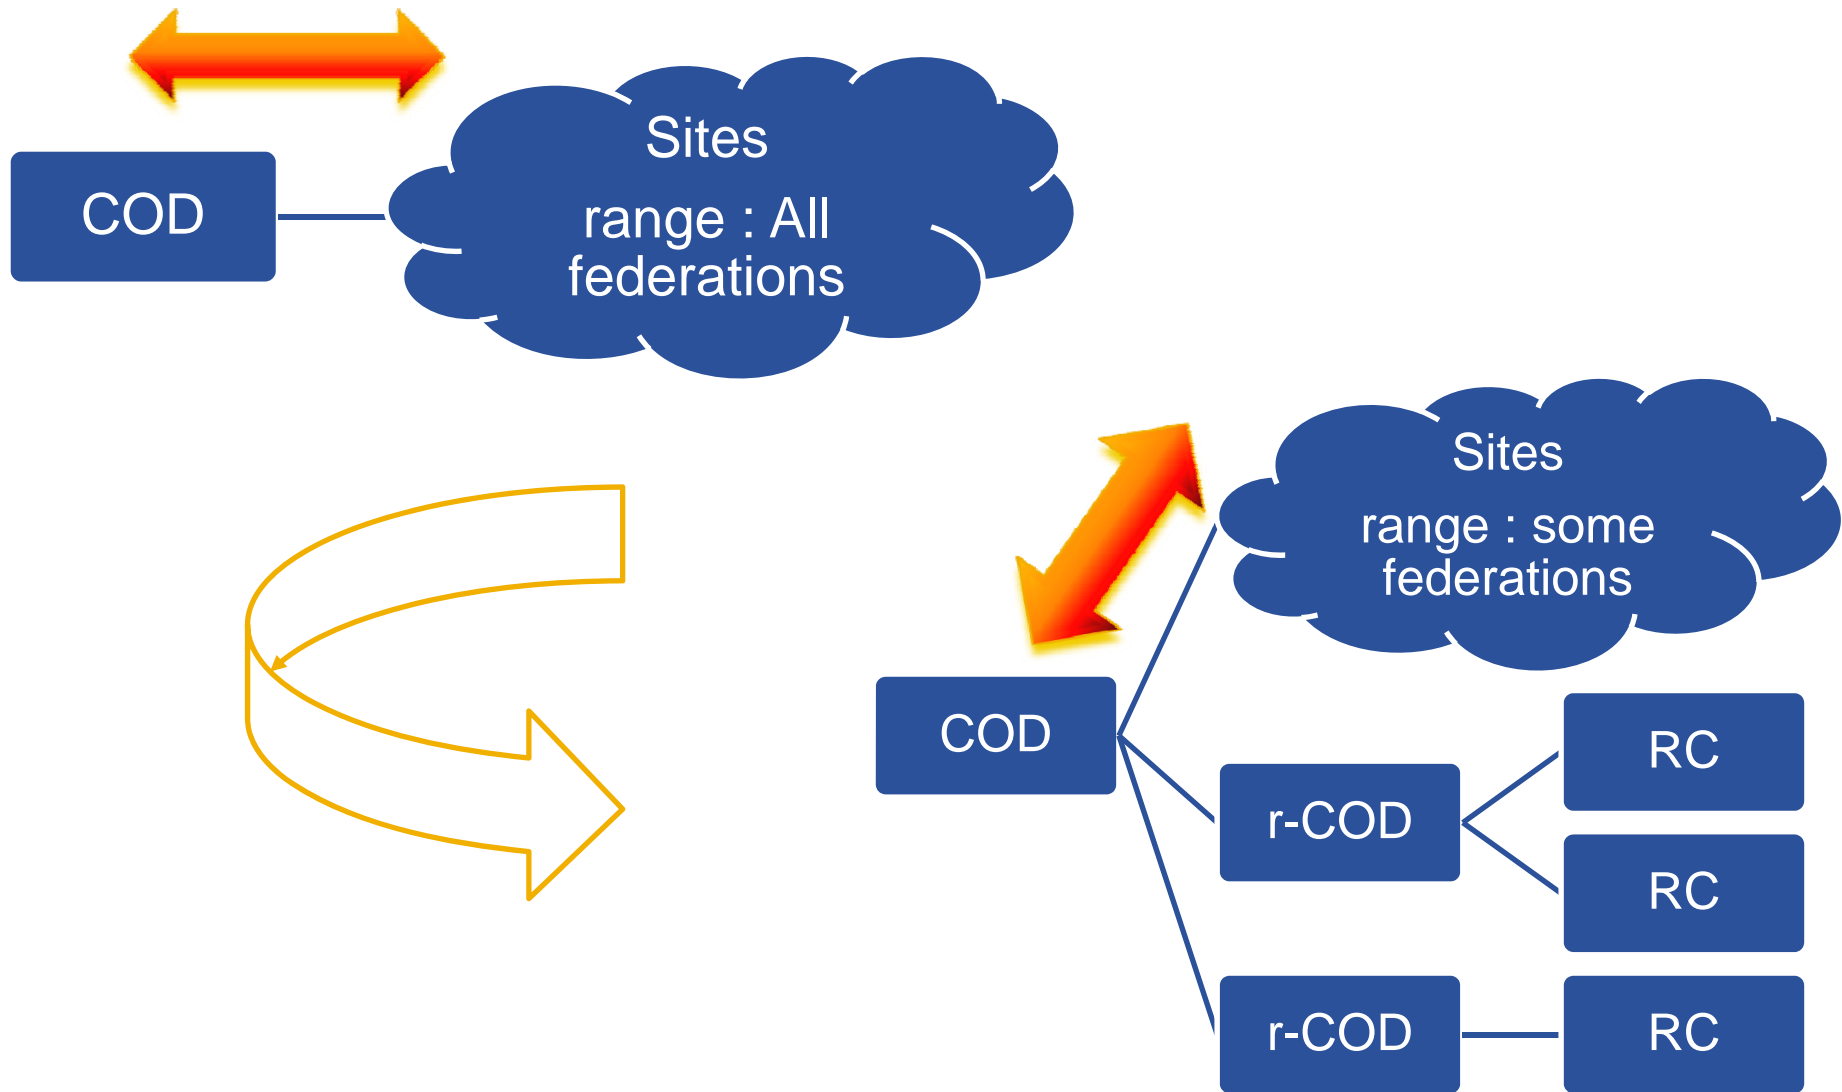 COD
Sites
range : All
federations
Sites
range : some
federations
COD
r-COD
RC
RC
r-COD
RC